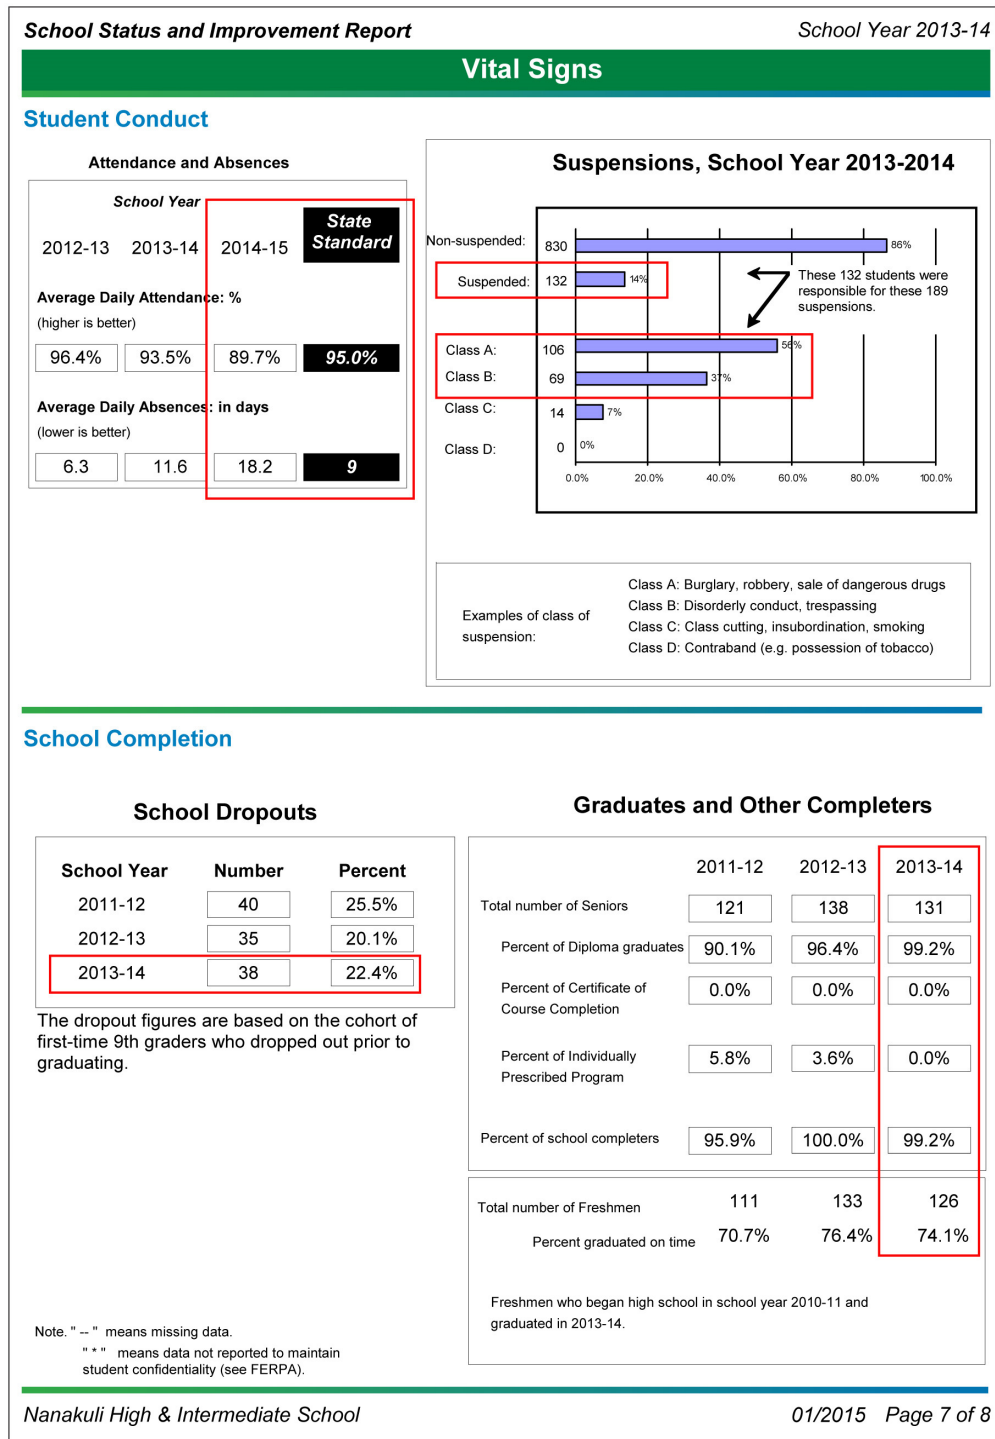 School Status and Improvement Report
School Year 2013-14
Vital Signs
Student Conduct
Attendance and Absences
School Year
2012-13 2013-14 2014-15 State Standard
Average Daily Attendance: %
(higher is better)
96.4% 93.5% 89.7% 95.0%
Average Daily Absences: in days
(lower is better)
6.3 11.6 18.2 9
Suspensions, School Year 2013-2014
Non-suspended: 830 86%
Suspended: 132 14%
These 132 students were
responsible for these 189
suspensions.
Class A: 106 56%
Class B: 69 37%
Class C: 14 7%
Class D: 0 0%
0.0% 20.0% 40.0% 60.0% 80.0% 100.0%
Examples of class of
suspension:
Class A: Burglary, robbery, sale of dangerous drugs
Class B: Disorderly conduct, trespassing
Class C: Class cutting, insubordination, smoking
Class D: Contraband (e.g. possession of tobacco)
School Completion
School Dropouts
School Year Number Percent
2011-12 40 25.5%
2012-13 35 20.1%
2013-14 38 22.4%
The dropout figures are based on the cohort of
first-time 9th graders who dropped out prior to
graduating.
Graduates and Other Completers
2011-12 2012-13 2013-14
Total number of Seniors 121 138 131
Percent of Diploma graduates 90.1% 96.4% 99.2%
Percent of Certificate of
Course Completion 0.0% 0.0% 0.0%
Percent of Individually
Prescribed Program 5.8% 3.6% 0.0%
Percent of school completers 95.9% 100.0% 99.2%
Total number of Freshmen 111 133 126
Percent graduated on time 70.7% 76.4% 74.1%
Freshmen who began high school in school year 2010-11 and
graduated in 2013-14.
Note. " -- " means missing data.
" * " means data not reported to maintain
student confidentiality (see FERPA).
Nanakuli High & Intermediate School
01/2015 Page 7 of 8